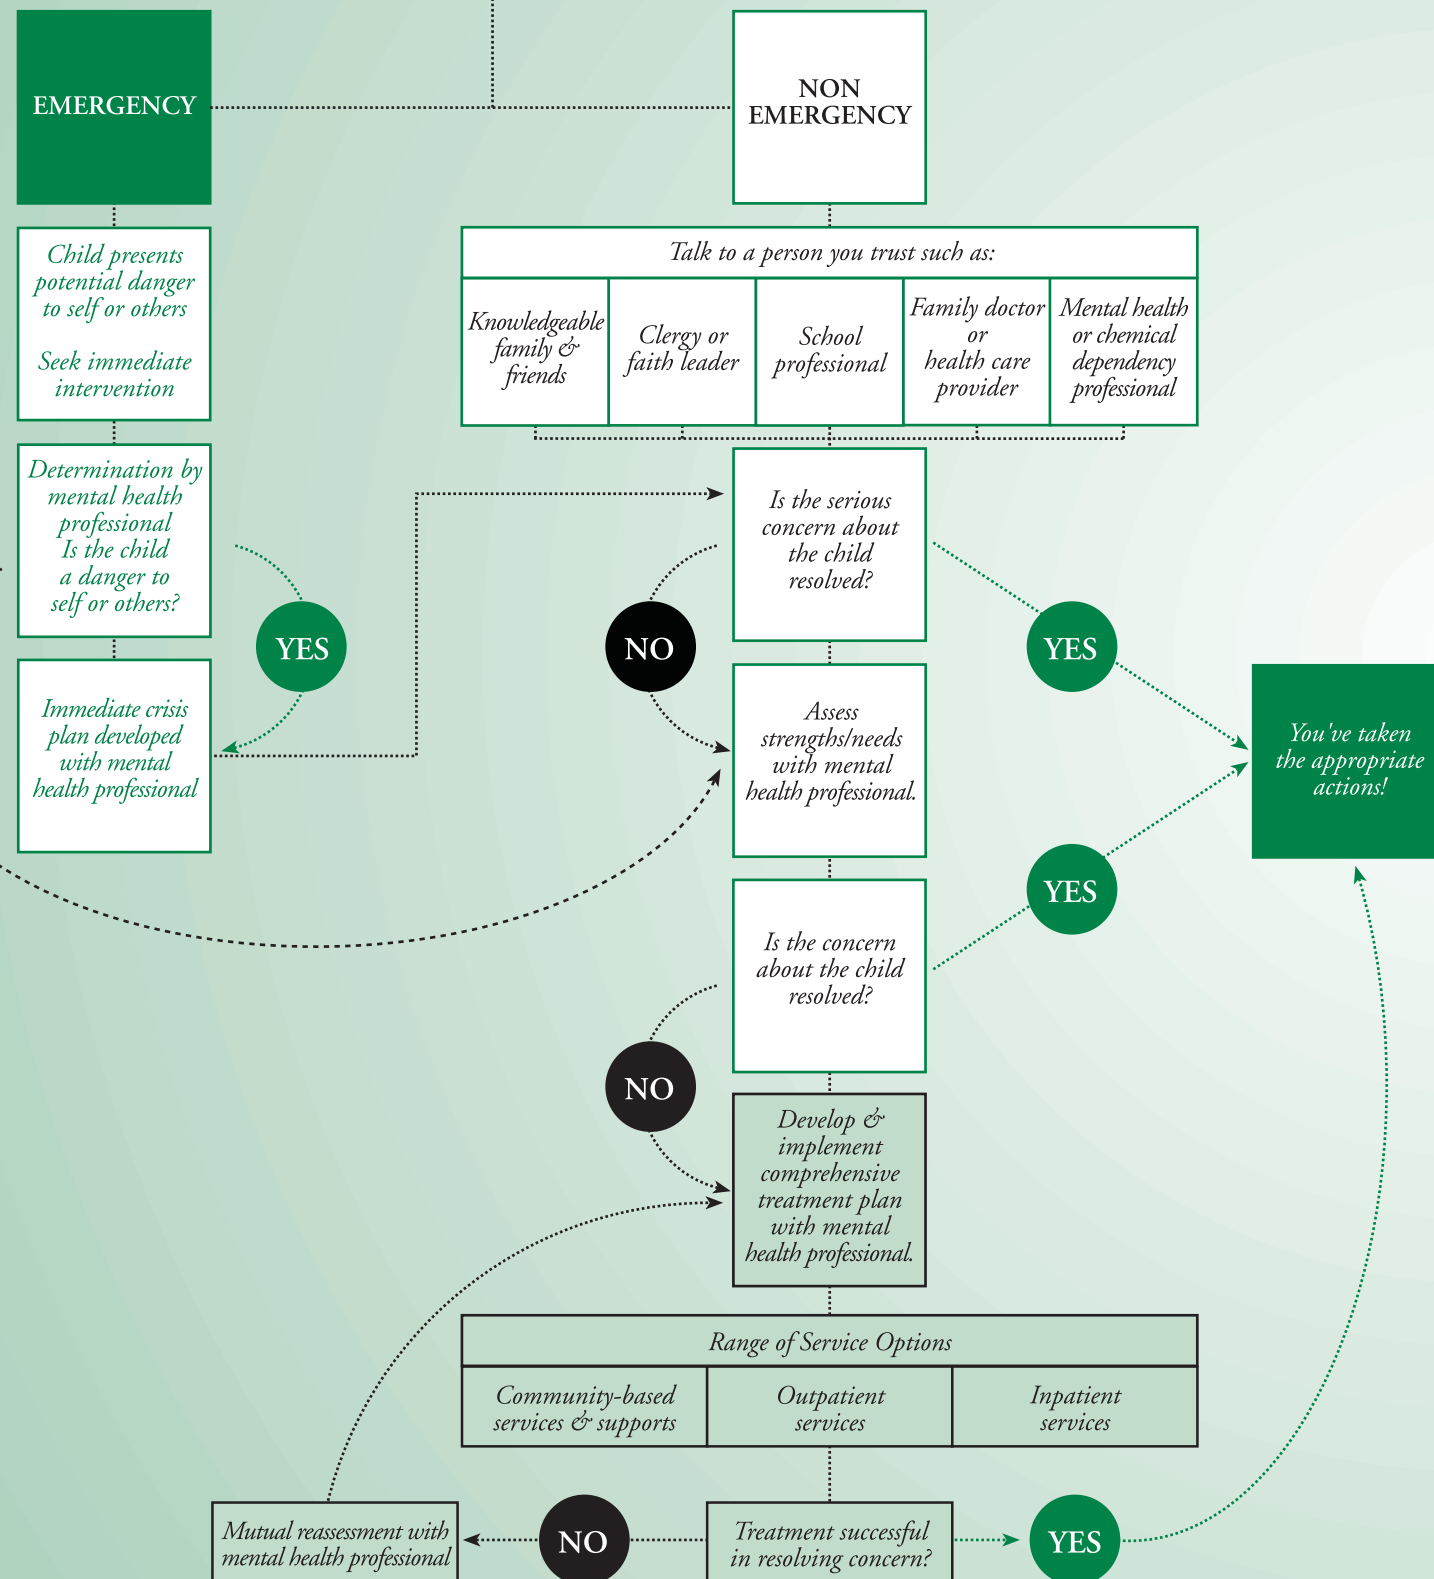 EMERGENCY
NON
EMERGENCY
Child presents
potential danger
to self or others
Seek immediate
intervention
Determination by
mental health
professional
Is the child
a danger to
self or others?
YES
Immediate crisis
plan developed
with mental
health professional
Talk to a person you trust such as:
Knowledgeable
family &
friends
Clergy or
faith leader
School
professional
Family doctor
or
health care
provider
Mental health
or chemical
dependency
professional
Is the serious
concern about
the child
resolved?
NO
YES
Assess
strengths/needs
with mental
health professional.
You've taken
the appropriate
actions!
YES
Is the concern
about the child
resolved?
NO
Develop &
implement
comprehensive
treatment plan
with mental
health professional.
Range of Service Options
Community-based
services & supports
Outpatient
services
Inpatient
services
Mutual reassessment with
mental health professional
NO
Treatment successful
in resolving concern?
YES